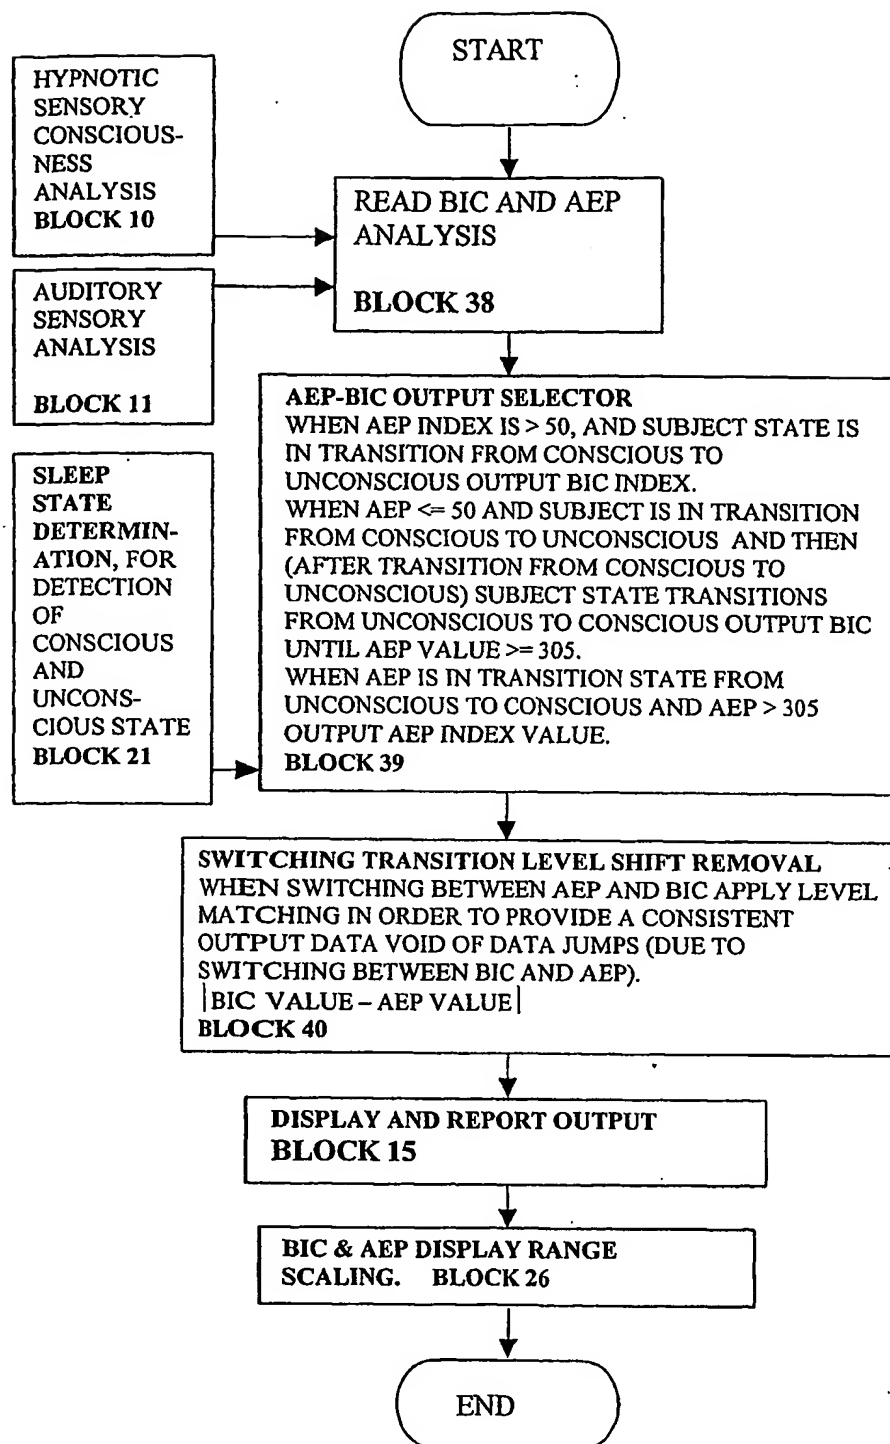 START
HYPNOTIC
SENSORY
CONSCIOUS-
NESS
ANALYSIS
BLOCK 10
READ BIC AND AEP
ANALYSIS
BLOCK 38
AUDITORY
SENSORY
ANALYSIS
BLOCK 11
AEP-BIC OUTPUT SELECTOR
WHEN AEP INDEX IS > 50, AND SUBJECT STATE IS
IN TRANSITION FROM CONSCIOUS TO
UNCONSCIOUS OUTPUT BIC INDEX.
WHEN AEP <= 50 AND SUBJECT IS IN TRANSITION
FROM CONSCIOUS TO UNCONSCIOUS AND THEN
(AFTER TRANSITION FROM CONSCIOUS TO
UNCONSCIOUS) SUBJECT STATE TRANSITIONS
FROM UNCONSCIOUS TO CONSCIOUS OUTPUT BIC
UNTIL AEP VALUE >= 305.
WHEN AEP IS IN TRANSITION STATE FROM
UNCONSCIOUS TO CONSCIOUS AND AEP > 305
OUTPUT AEP INDEX VALUE.
BLOCK 39
SLEEP
STATE
DETERMIN-
ATION, FOR
DETECTION
OF
CONSCIOUS
AND
UNCONS-
CIOUS STATE
BLOCK 21
SWITCHING TRANSITION LEVEL SHIFT REMOVAL
WHEN SWITCHING BETWEEN AEP AND BIC APPLY LEVEL
MATCHING IN ORDER TO PROVIDE A CONSISTENT
OUTPUT DATA VOID OF DATA JUMPS (DUE TO
SWITCHING BETWEEN BIC AND AEP).
|BIC VALUE – AEP VALUE|
BLOCK 40
DISPLAY AND REPORT OUTPUT
BLOCK 15
BIC & AEP DISPLAY RANGE
SCALING. BLOCK 26
END